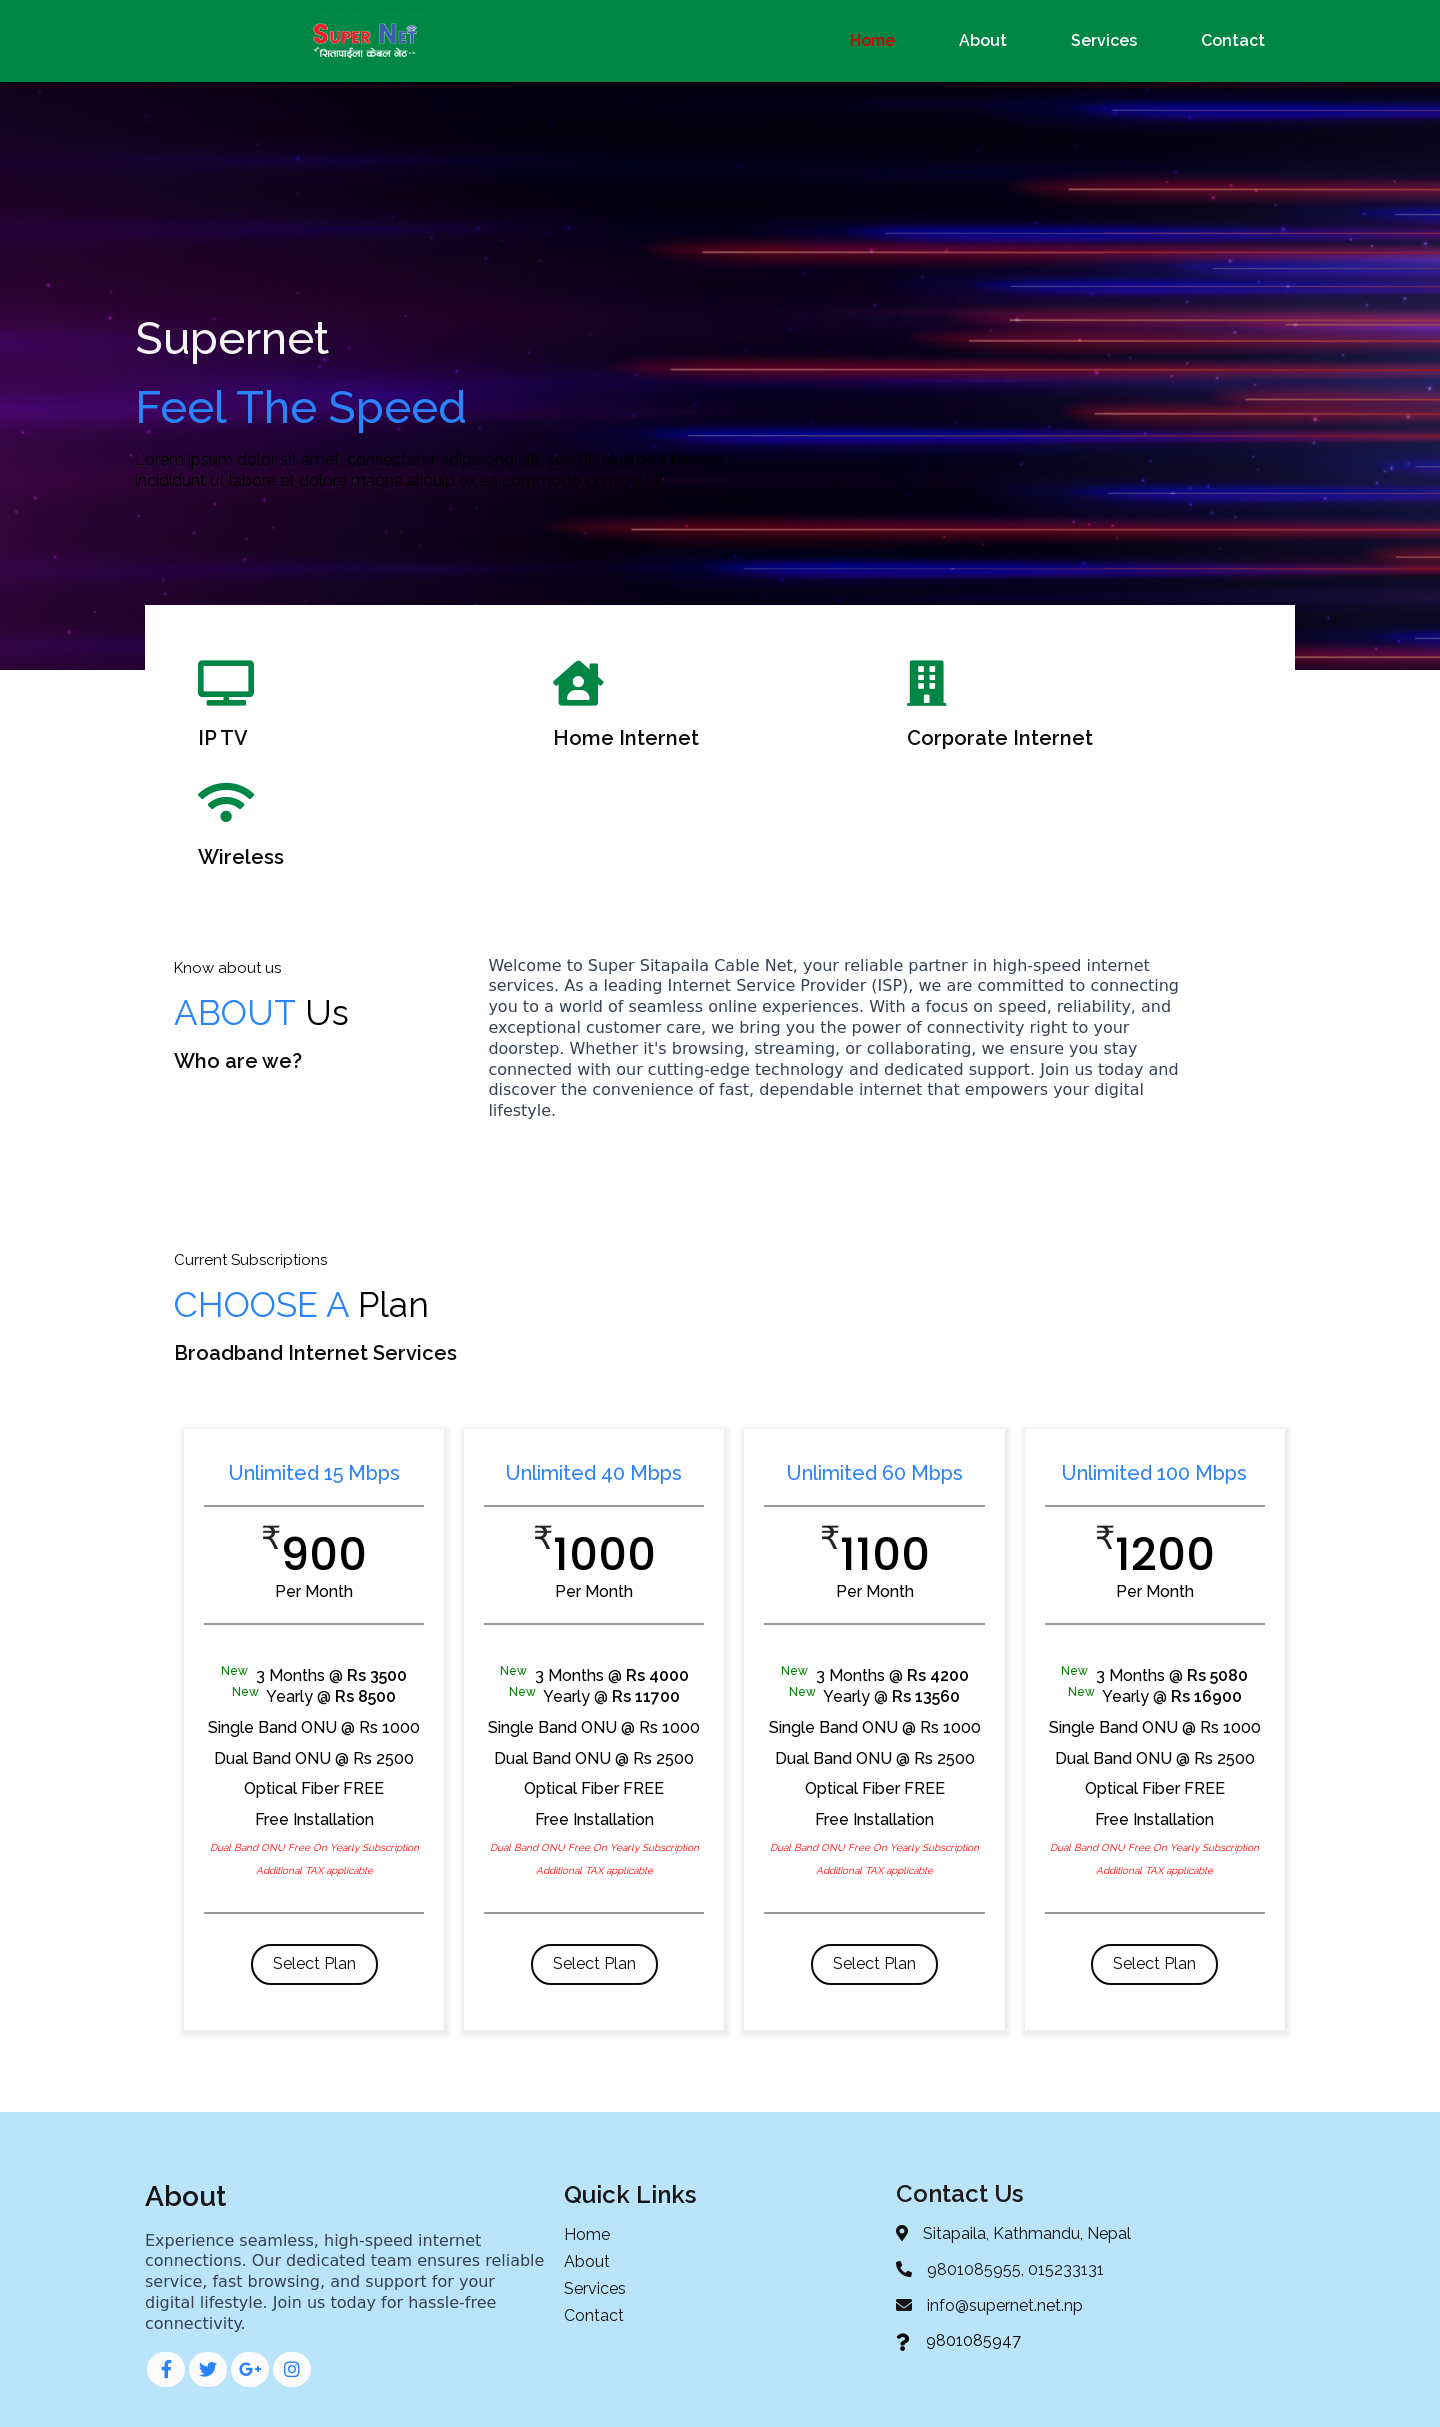 SUPER NET
सितापाईला केबल नेट
Home About Services Contact
Supernet
Feel The Speed
Lorem ipsum dolor sit amet, consectetur adipiscing elit, sed do eiusmod tempor
incididunt ut labore et dolore magna aliquip ex ea commodo consequat.
IP TV
Home Internet
Corporate Internet
Wireless
Know about us
ABOUT Us
Who are we?
Welcome to Super Sitapaila Cable Net, your reliable partner in high-speed internet
services. As a leading Internet Service Provider (ISP), we are committed to connecting
you to a world of seamless online experiences. With a focus on speed, reliability, and
exceptional customer care, we bring you the power of connectivity right to your
doorstep. Whether it's browsing, streaming, or collaborating, we ensure you stay
connected with our cutting-edge technology and dedicated support. Join us today and
discover the convenience of fast, dependable internet that empowers your digital
lifestyle.
Current Subscriptions
CHOOSE A Plan
Broadband Internet Services
Unlimited 15 Mbps
₹900
Per Month
New 3 Months @ Rs 3500
New Yearly @ Rs 8500
Single Band ONU @ Rs 1000
Dual Band ONU @ Rs 2500
Optical Fiber FREE
Free Installation
Dual Band ONU Free On Yearly Subscription
Additional TAX applicable
Select Plan
Unlimited 40 Mbps
₹1000
Per Month
New 3 Months @ Rs 4000
New Yearly @ Rs 11700
Single Band ONU @ Rs 1000
Dual Band ONU @ Rs 2500
Optical Fiber FREE
Free Installation
Dual Band ONU Free On Yearly Subscription
Additional TAX applicable
Select Plan
Unlimited 60 Mbps
₹1100
Per Month
New 3 Months @ Rs 4200
New Yearly @ Rs 13560
Single Band ONU @ Rs 1000
Dual Band ONU @ Rs 2500
Optical Fiber FREE
Free Installation
Dual Band ONU Free On Yearly Subscription
Additional TAX applicable
Select Plan
Unlimited 100 Mbps
₹1200
Per Month
New 3 Months @ Rs 5080
New Yearly @ Rs 16900
Single Band ONU @ Rs 1000
Dual Band ONU @ Rs 2500
Optical Fiber FREE
Free Installation
Dual Band ONU Free On Yearly Subscription
Additional TAX applicable
Select Plan
About
Experience seamless, high-speed internet
connections. Our dedicated team ensures reliable
service, fast browsing, and support for your
digital lifestyle. Join us today for hassle-free
connectivity.
Quick Links
Home
About
Services
Contact
Contact Us
Sitapaila, Kathmandu, Nepal
9801085955, 015233131
info@supernet.net.np
9801085947